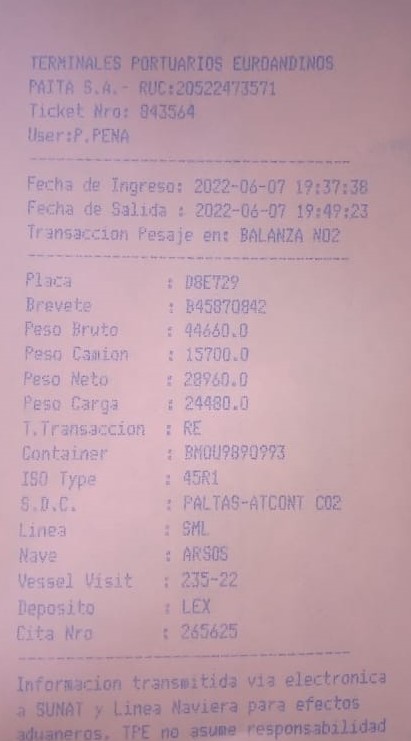 TERMINALES PORTUARIOS EUROANDINOS
PAITA S.A.- RUC:20522473571
Ticket Nro: 843564
User:P.PENA
Fecha de Ingreso: 2022-06-07 19:37:38
Fecha de Salida : 2022-06-07 19:49:23
Transaccion Pesaje en: BALANZA NO2
Placa : D8E729
Brevete : B45870842
Peso Bruto : 44660.0
Peso Camion : 15700.0
Peso Neto : 28960.0
Peso Carga : 24480.0
T.Transaccion : RE
Container : BMOU9890993
ISO Type : 45R1
S.D.C. : PALTAS-ATCONT CO2
Linea : SML
Nave : ARSOS
Vessel Visit : 235-22
Deposito : LEX
Cita Nro : 265625
Informacion transmitida via electronica
a SUNAT y Linea Naviera para efectos
aduaneros. TPE no asume responsabilidad